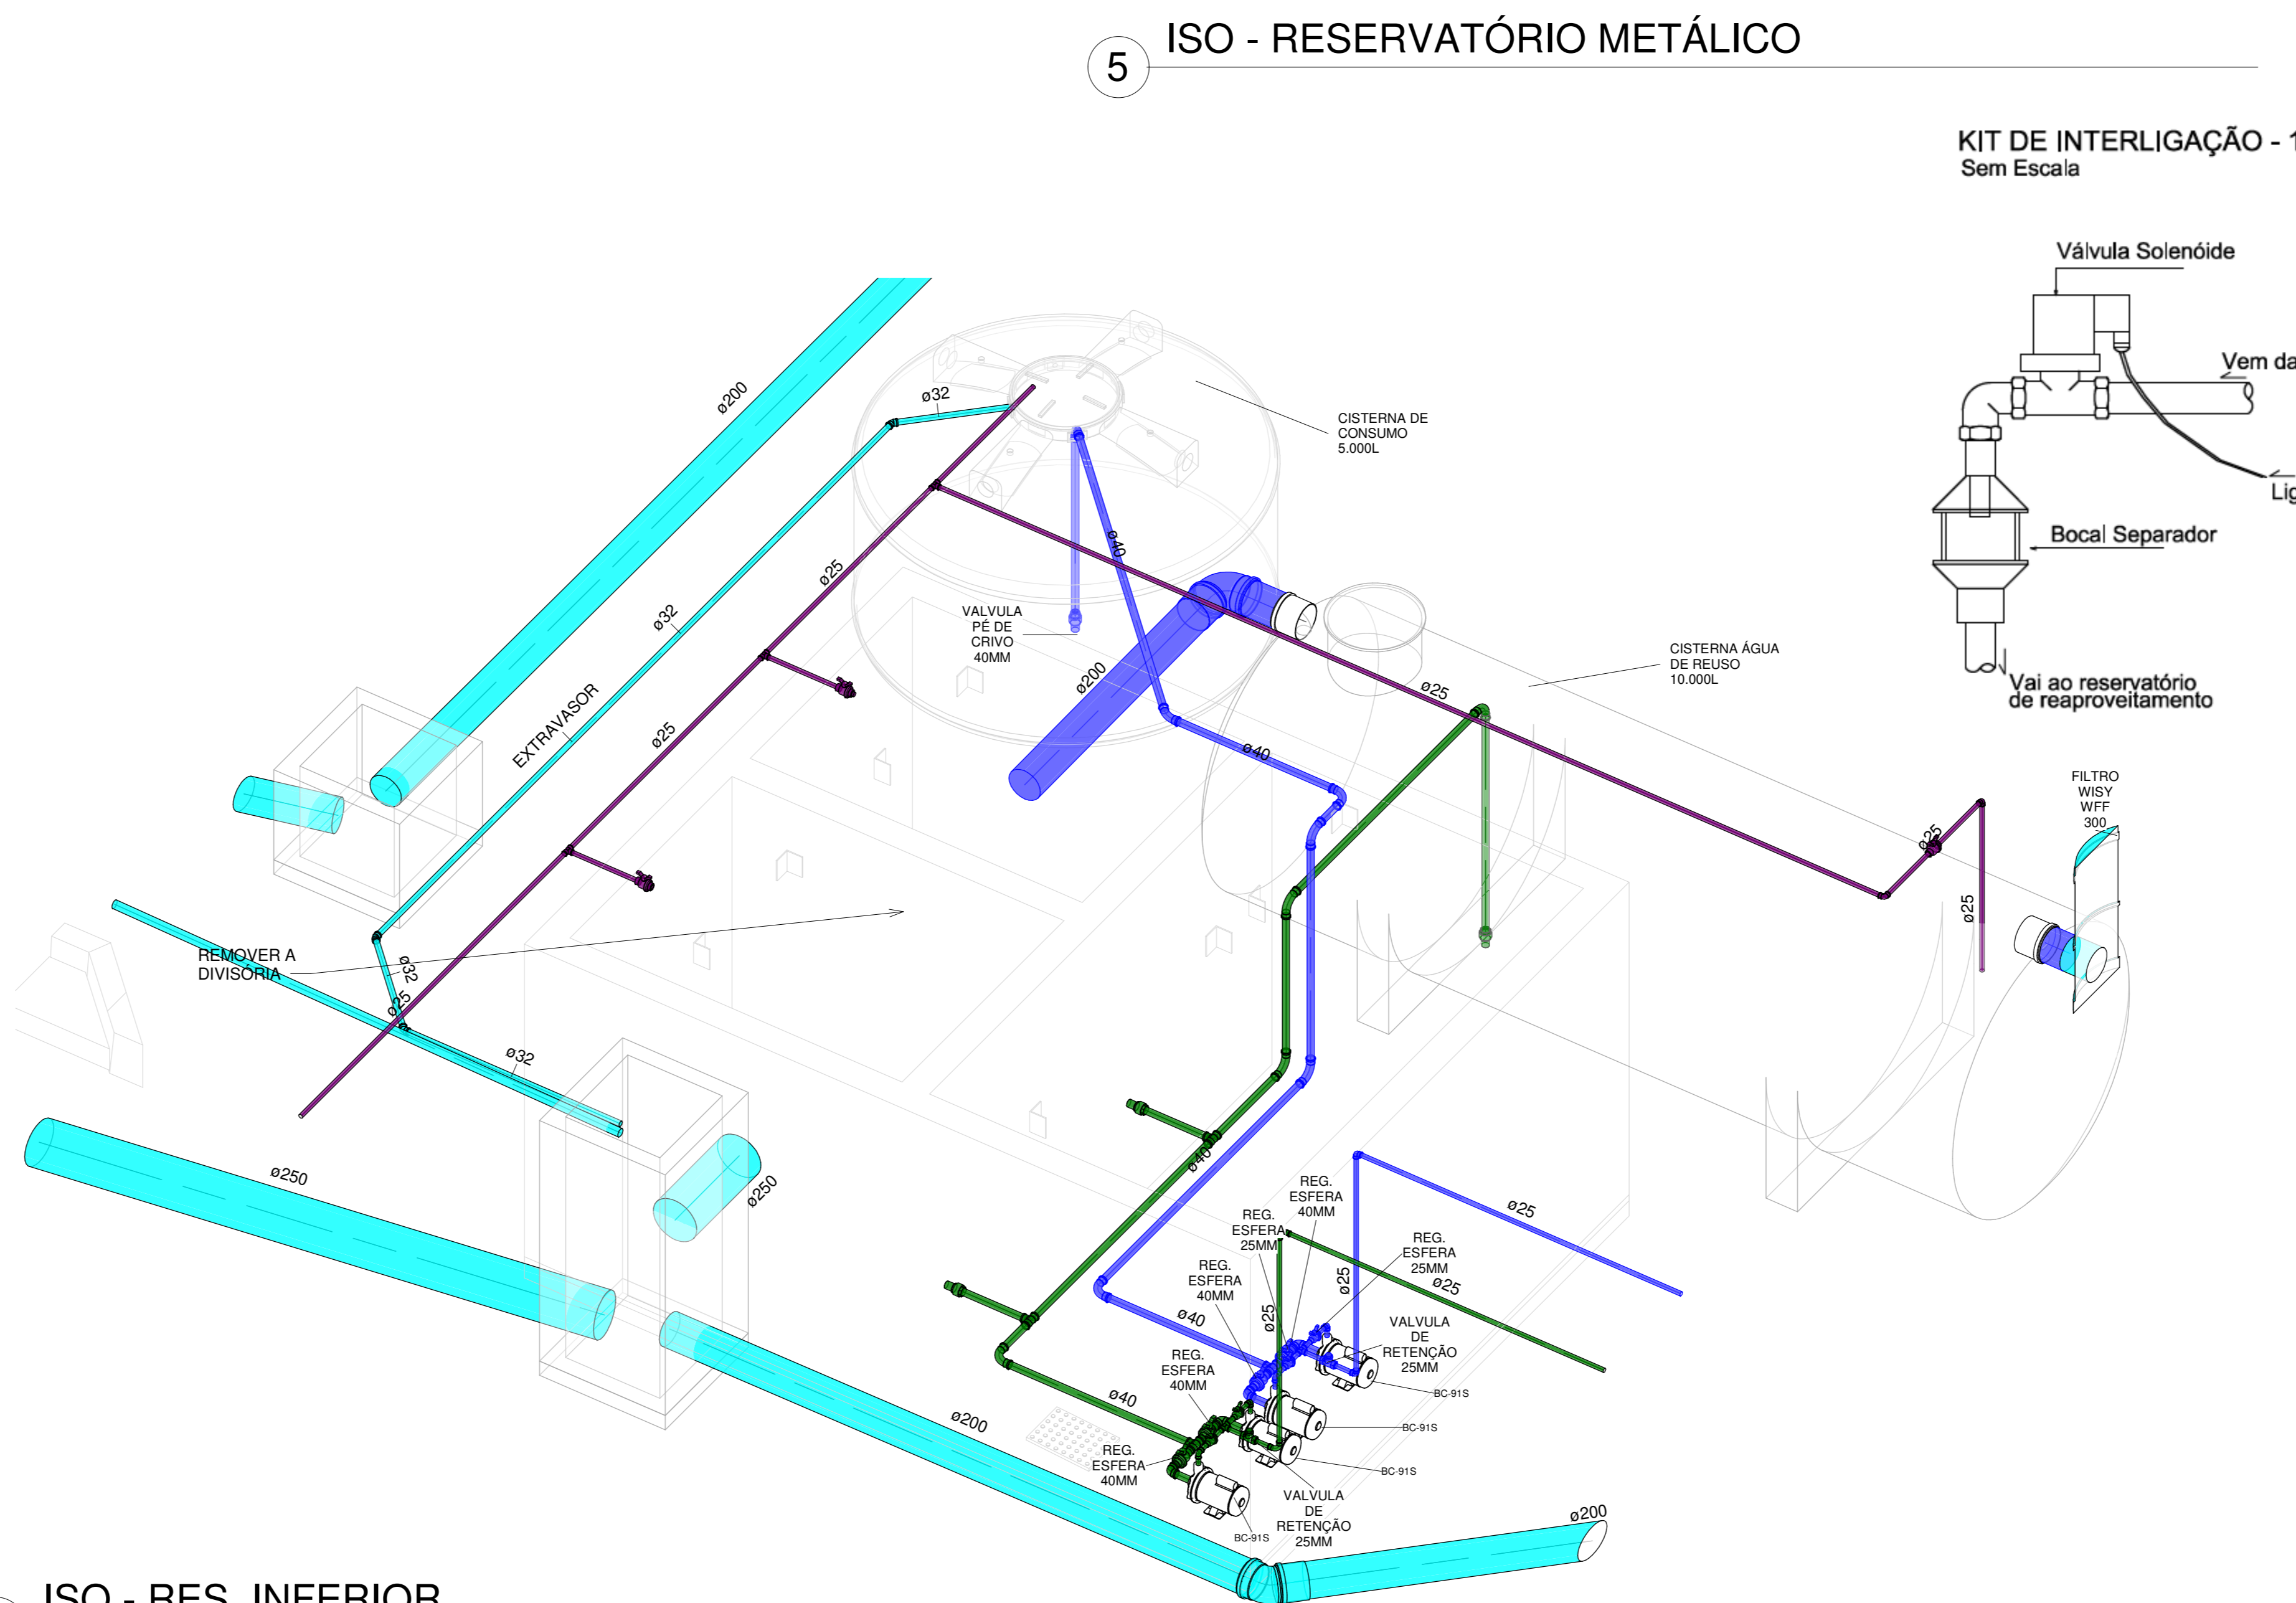 5
ISO - RESERVATÓRIO METÁLICO
KIT DE INTERLIGAÇÃO - 1
Sem Escala
Válvula Solenóide
Vem da
Lig
Bocal Separador
Vai ao reservatório
de reaproveitamento
ø200
ø32
CISTERNA DE
CONSUMO
5.000L
ø40
ø25
ø32
VALVULA
PÉ DE
CRIVO
40MM
ø200
CISTERNA ÁGUA
DE REUSO
10.000L
ø25
EXTRAVASOR
ø25
ø40
FILTRO
WISY
WFF
300
ø25
ø25
REMOVER A
DIVISÓRIA
ø32
ø25
ø32
ø250
ø250
ø40
REG.
ESFERA
40MM
REG.
ESFERA
25MM
REG.
ESFERA
25MM
ø25
REG.
ESFERA
40MM
ø25
ø25
ø25
ø40
VALVULA
DE
RETENÇÃO
25MM
REG.
ESFERA
40MM
BC-91S
ø40
ø200
BC-91S
REG.
ESFERA
40MM
BC-91S
VALVULA
DE
RETENÇÃO
25MM
BC-91S
ø200
ISO - RES. INFERIOR